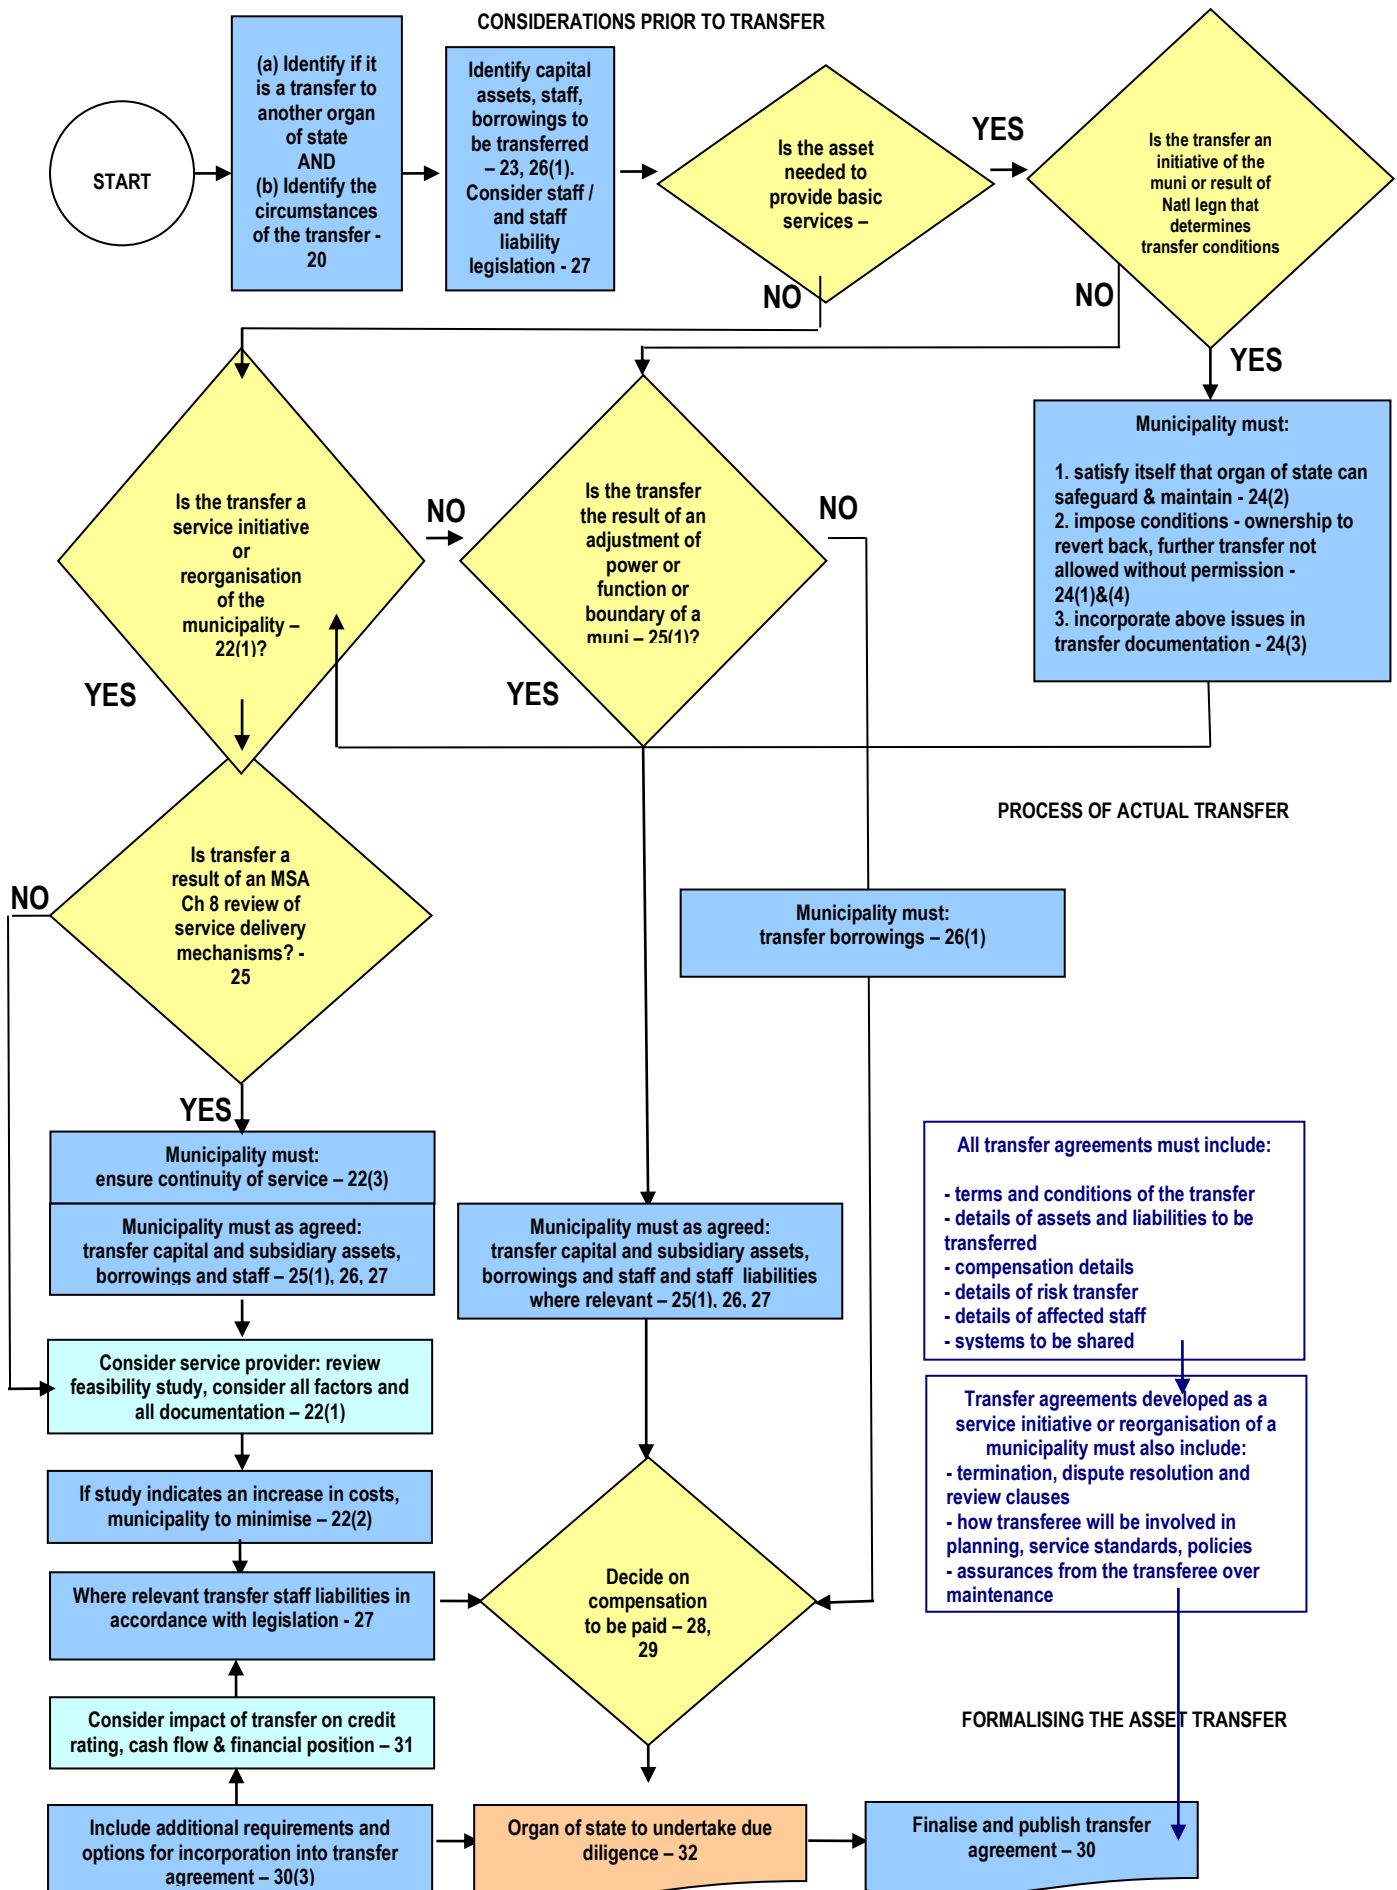 CONSIDERATIONS PRIOR TO TRANSFER
START
(a) Identify if it
is a transfer to
another organ
of state
AND
(b) Identify the
circumstances
of the transfer -
20
Identify capital
assets, staff,
borrowings to
be transferred
– 23, 26(1).
Consider staff /
and staff
liability
legislation - 27
Is the asset
needed to
provide basic
services –
YES
NO
Is the transfer an
initiative of the
muni or result of
Natl legn that
determines
transfer conditions
NO
YES
Municipality must:
1. satisfy itself that organ of state can
safeguard & maintain - 24(2)
2. impose conditions - ownership to
revert back, further transfer not
allowed without permission -
24(1)&(4)
3. incorporate above issues in
transfer documentation - 24(3)
Is the transfer a
service initiative
or
reorganisation
of the
municipality –
22(1)?
NO
YES
Is the transfer
the result of an
adjustment of
power or
function or
boundary of a
muni – 25(1)?
NO
YES
PROCESS OF ACTUAL TRANSFER
Is transfer a
result of an MSA
Ch 8 review of
service delivery
mechanisms? -
25
NO
YES
Municipality must:
transfer borrowings – 26(1)
Municipality must:
ensure continuity of service – 22(3)
Municipality must as agreed:
transfer capital and subsidiary assets,
borrowings and staff – 25(1), 26, 27
Municipality must as agreed:
transfer capital and subsidiary assets,
borrowings and staff and staff liabilities
where relevant – 25(1), 26, 27
All transfer agreements must include:
- terms and conditions of the transfer
- details of assets and liabilities to be
transferred
- compensation details
- details of risk transfer
- details of affected staff
- systems to be shared
Consider service provider: review
feasibility study, consider all factors and
all documentation – 22(1)
Transfer agreements developed as a
service initiative or reorganisation of a
municipality must also include:
- termination, dispute resolution and
review clauses
- how transferee will be involved in
planning, service standards, policies
- assurances from the transferee over
maintenance
If study indicates an increase in costs,
municipality to minimise – 22(2)
Where relevant transfer staff liabilities in
accordance with legislation - 27
Decide on
compensation
to be paid – 28,
29
Consider impact of transfer on credit
rating, cash flow & financial position – 31
FORMALISING THE ASSET TRANSFER
Include additional requirements and
options for incorporation into transfer
agreement – 30(3)
Organ of state to undertake due
diligence – 32
Finalise and publish transfer
agreement – 30